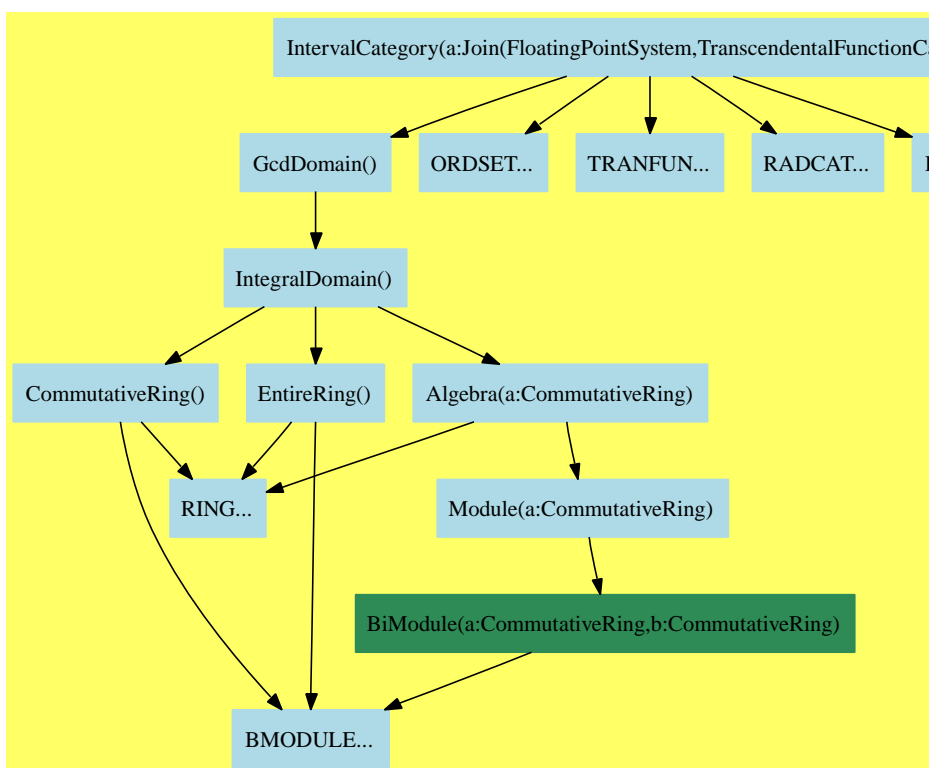 IntervalCategory(a:Join(FloatingPointSystem,TranscendentalFunctionCa
GcdDomain()
ORDSET...
TRANFUN...
RADCAT...
IntegralDomain()
CommutativeRing()
EntireRing()
Algebra(a:CommutativeRing)
RING...
Module(a:CommutativeRing)
BiModule(a:CommutativeRing,b:CommutativeRing)
BMODULE...